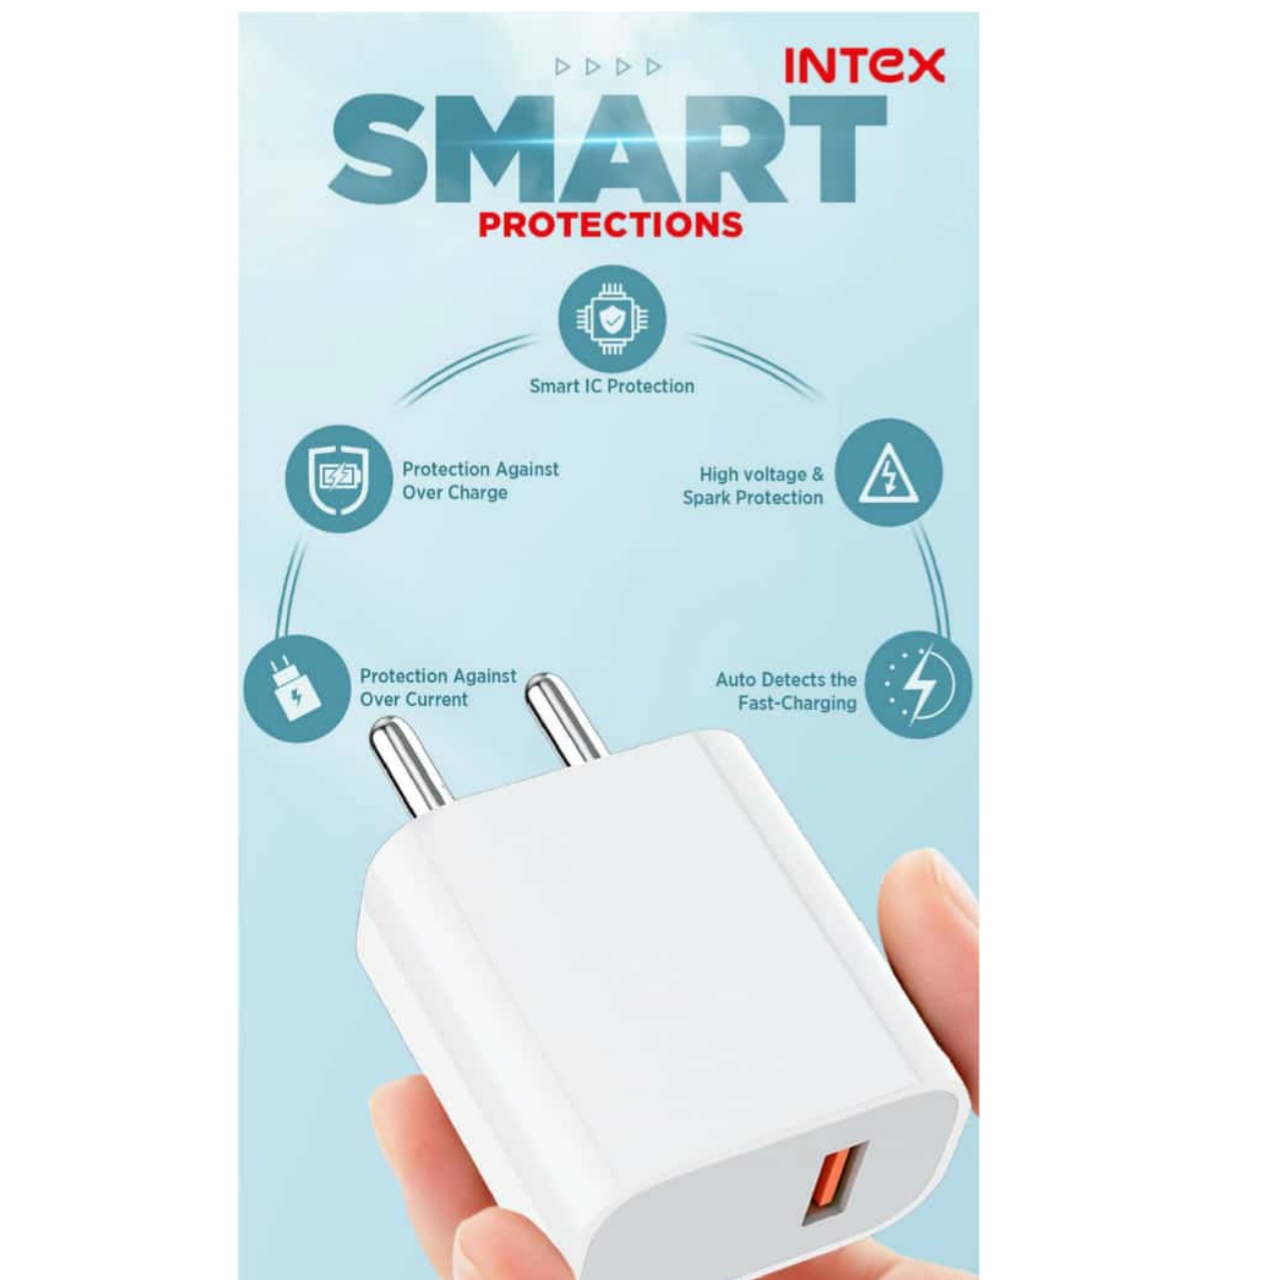 INTEX
SMART
PROTECTIONS
Smart IC Protection
Protection Against
Over Charge
High voltage &
Spark Protection
Protection Against
Over Current
Auto Detects the
Fast-Charging